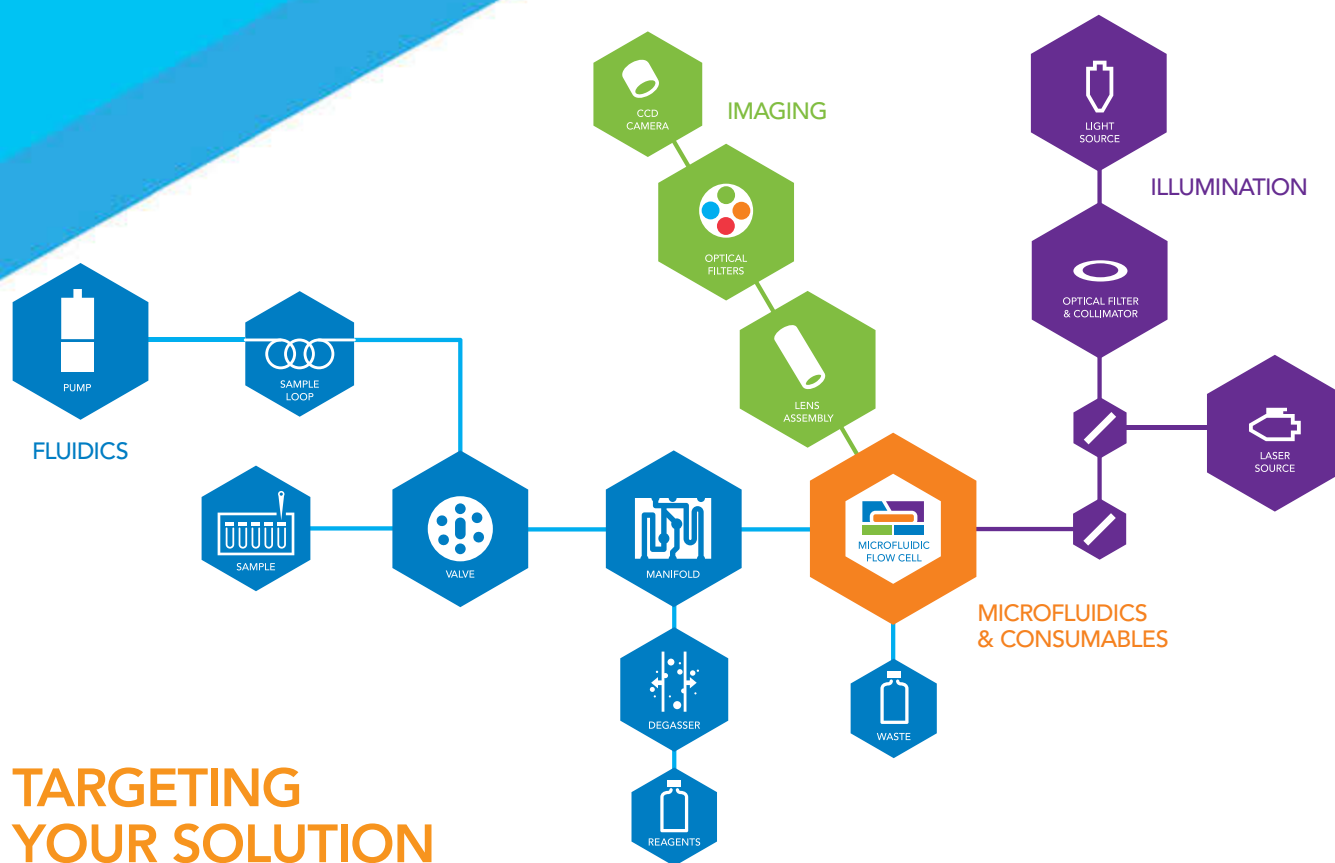 CCD
CAMERA
IMAGING
LIGHT
SOURCE
ILLUMINATION
OPTICAL
FILTERS
OPTICAL FILTER
& COLLIMATOR
PUMP
SAMPLE
LOOP
LENS
ASSEMBLY
FLUIDICS
LASER
SOURCE
SAMPLE
VALVE
MANIFOLD
MICROFLUIDIC
FLOW CELL
MICROFLUIDICS
& CONSUMABLES
DEGASSER
WASTE
REAGENTS
TARGETING
YOUR SOLUTION